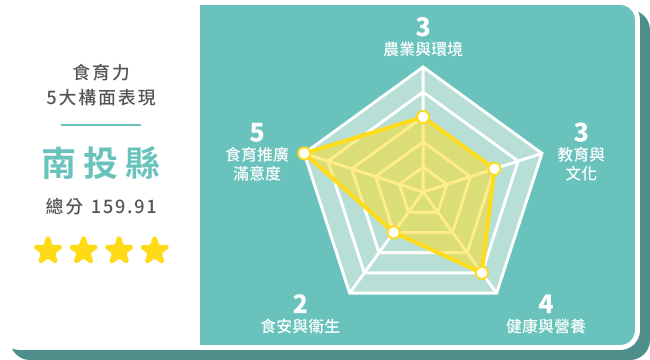 食育力
5大構面表現
南投縣
總分 159.91
3
農業與環境
5
食育推廣
滿意度
3
教育與
文化
2
食安與衛生
4
健康與營養